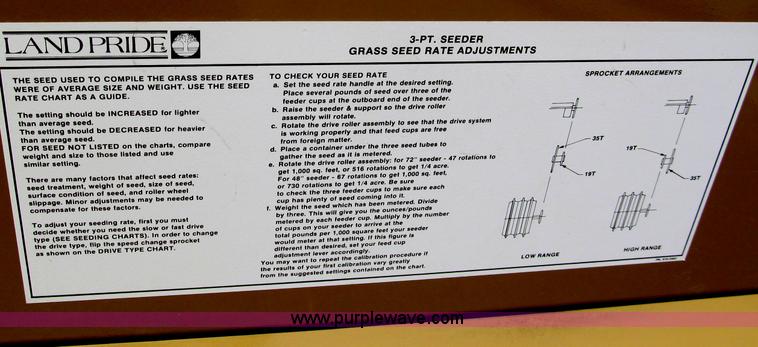 LAND PRIDE
3-PT. SEEDER
GRASS SEED RATE ADJUSTMENTS
THE SEED USED TO COMPILE THE GRASS SEED RATES
WERE OF AVERAGE SIZE AND WEIGHT. USE THE SEED
RATE CHART AS A GUIDE.
The setting should be INCREASED for lighter
than average seed.
The setting should be DECREASED for heavier
than average seed.
FOR SEED NOT LISTED on the charts, compare
weight and size to those listed and use
similar setting.
There are many factors that affect seed rates:
seed treatment, weight of seed, size of seed,
surface condition of seed, and roller wheel
slippage. Minor adjustments may be needed to
compensate for these factors.
To adjust your seeding rate, first you must
decide whether you need the slow or fast drive
type (SEE SEEDING CHARTS). In order to change
the drive type, flip the speed change sprocket
as shown on the DRIVE TYPE CHART.
TO CHECK YOUR SEED RATE
a. Set the seed rate handle at the desired setting.
Place several pounds of seed over three of the
feeder cups at the outboard end of the seeder.
b. Raise the seeder & support so the drive roller
assembly will rotate.
c. Rotate the drive roller assembly to see that the drive system
is working properly and that feed cups are free
from foreign matter.
d. Place a container under the three seed tubes to
gather the seed as it is metered.
e. Rotate the drive roller assembly: for 72" seeder - 47 rotations to
get 1,000 sq. feet, or 516 rotations to get 1/4 acre.
For 48" seeder - 67 rotations to get 1,000 sq. feet,
or 730 rotations to get 1/4 acre. Be sure
to check the three feeder cups to make sure each
cup has plenty of seed coming into it.
f. Weight the seed which has been metered. Divide
by three. This will give you the ounces/pounds
metered by each feeder cup. Multiply by the number
of cups on your seeder to arrive at the
total pounds per 1,000 square feet your seeder
would meter at that setting. If this figure is
different than desired, set your feed cup
adjustment lever accordingly.
You may want to repeat the calibration procedure if
the results of your first calibration vary greatly
from the suggested settings contained on the chart.
SPROCKET ARRANGEMENTS
35T
19T
LOW RANGE
19T
35T
HIGH RANGE
www.purplewave.com